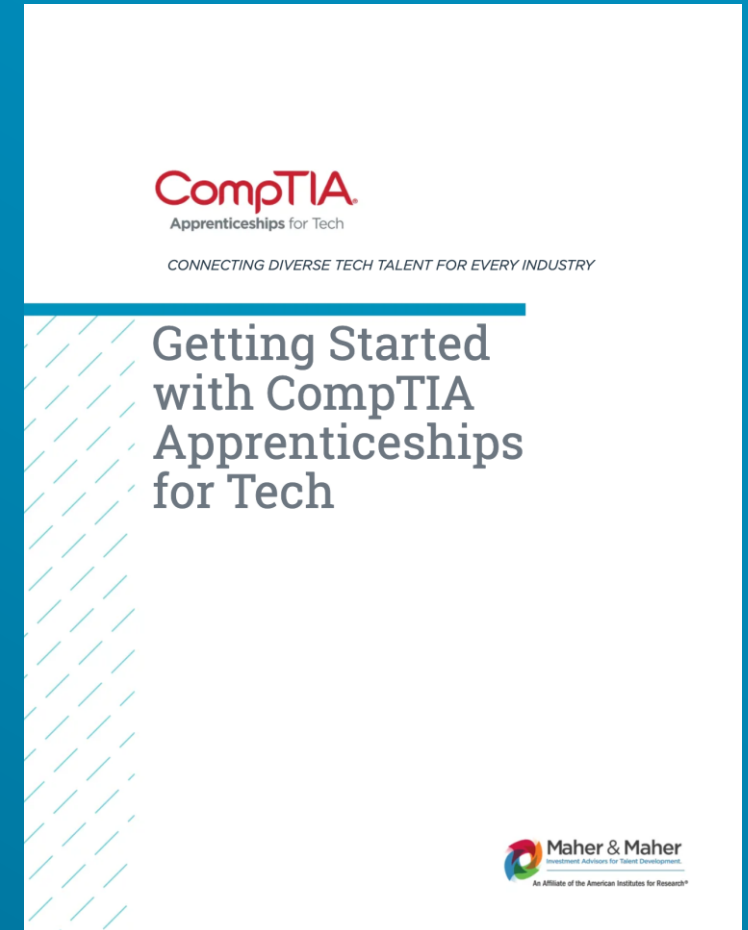 CompTIA®
Apprenticeships for Tech
CONNECTING DIVERSE TECH TALENT FOR EVERY INDUSTRY
Getting Started
with CompTIA
Apprenticeships
for Tech
Maher & Maher
Investment Advisors for Talent Development.
An Affiliate of the American Institutes for Research®